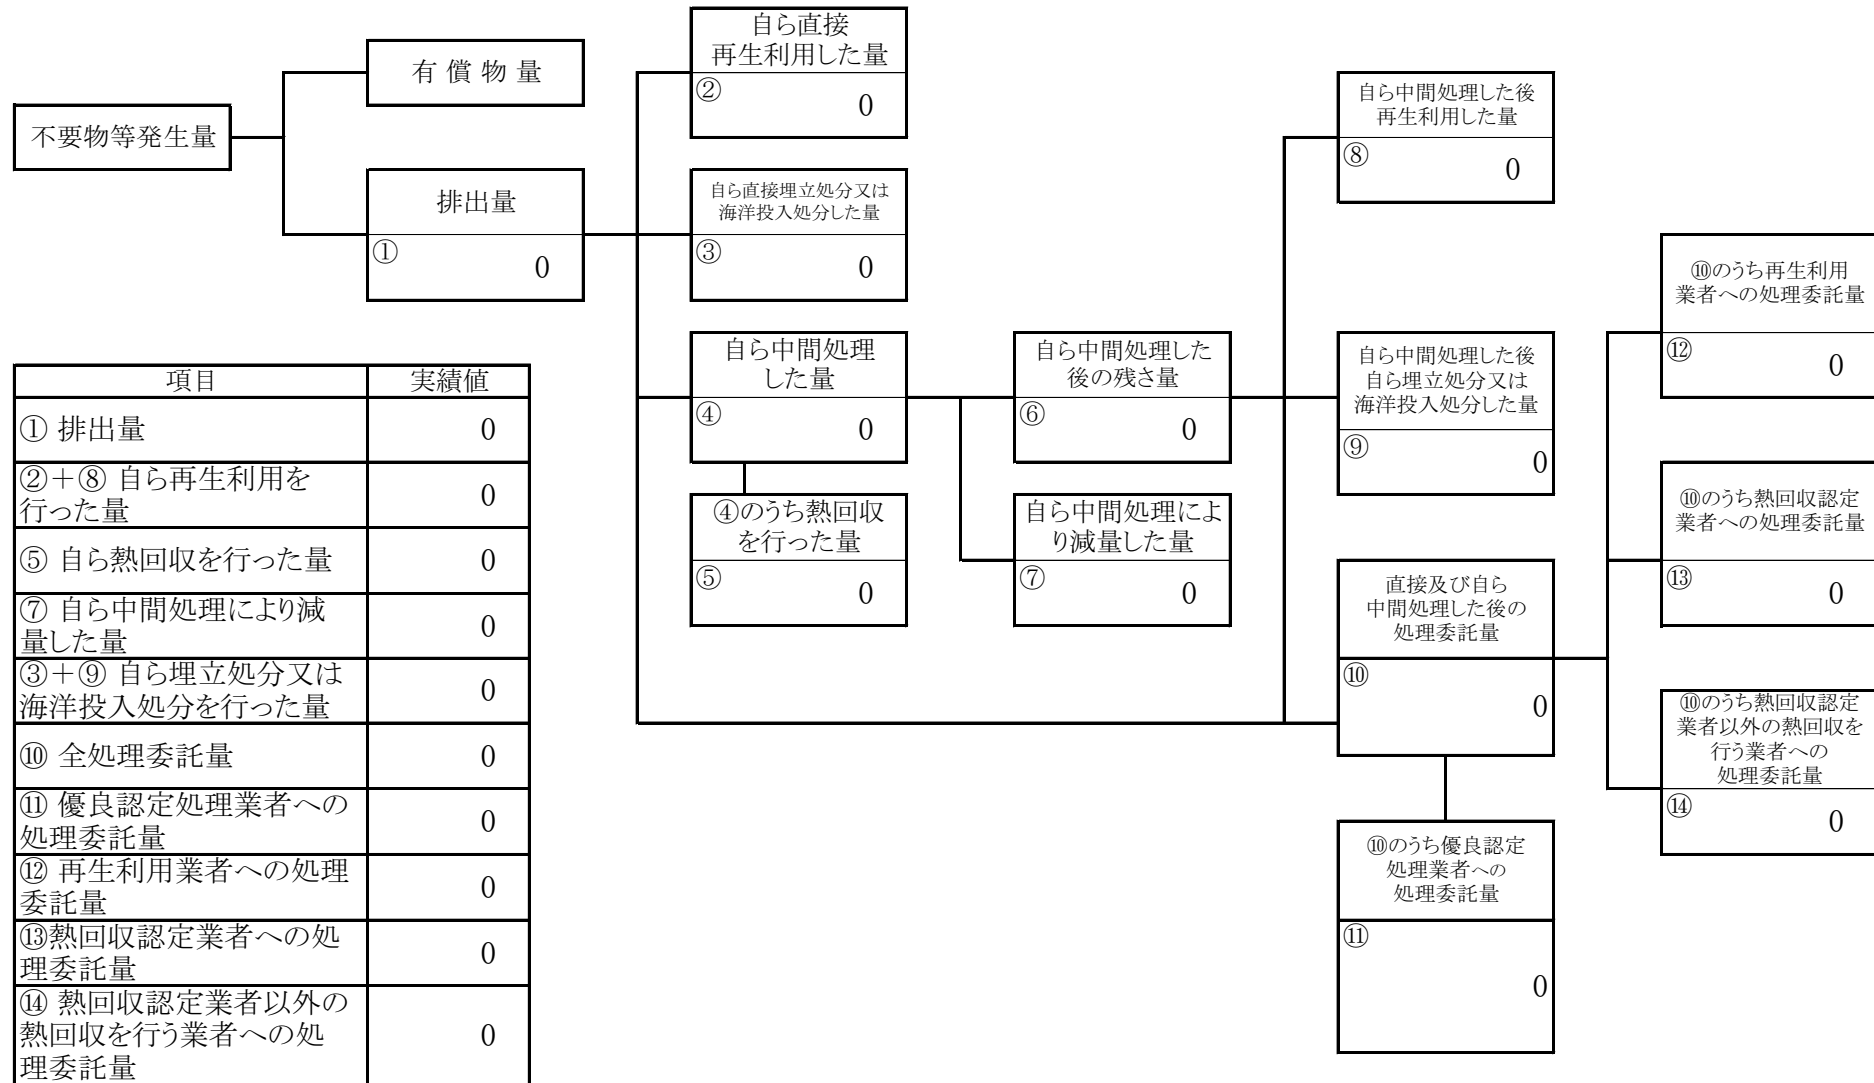 不要物等発生量
有 償 物 量
排出量
①
0
自ら直接
再生利用した量
②
0
自ら直接埋立処分又は
海洋投入処分した量
③
0
自ら中間処理
した量
④
0
④のうち熱回収
を行った量
⑤
0
自ら中間処理した
後の残さ量
⑥
0
自ら中間処理によ
り減量した量
⑦
0
自ら中間処理した後
再生利用した量
⑧
0
自ら中間処理した後
自ら埋立処分又は
海洋投入処分した量
⑨
0
直接及び自ら
中間処理した後の
処理委託量
⑩
0
⑩のうち優良認定
処理業者への
処理委託量
⑪
0
⑩のうち再生利用
業者への処理委託量
⑫
0
⑩のうち熱回収認定
業者への処理委託量
⑬
0
⑩のうち熱回収認定
業者以外の熱回収を
行う業者への
処理委託量
⑭
0
項目 実績値
① 排出量 0
②＋⑧ 自ら再生利用を
行った量 0
⑤ 自ら熱回収を行った量 0
⑦ 自ら中間処理により減
量した量 0
③＋⑨ 自ら埋立処分又は
海洋投入処分を行った量 0
⑩ 全処理委託量 0
⑪ 優良認定処理業者への
処理委託量 0
⑫ 再生利用業者への処理
委託量 0
⑬熱回収認定業者への処
理委託量 0
⑭ 熱回収認定業者以外の
熱回収を行う業者への処 0
理委託量